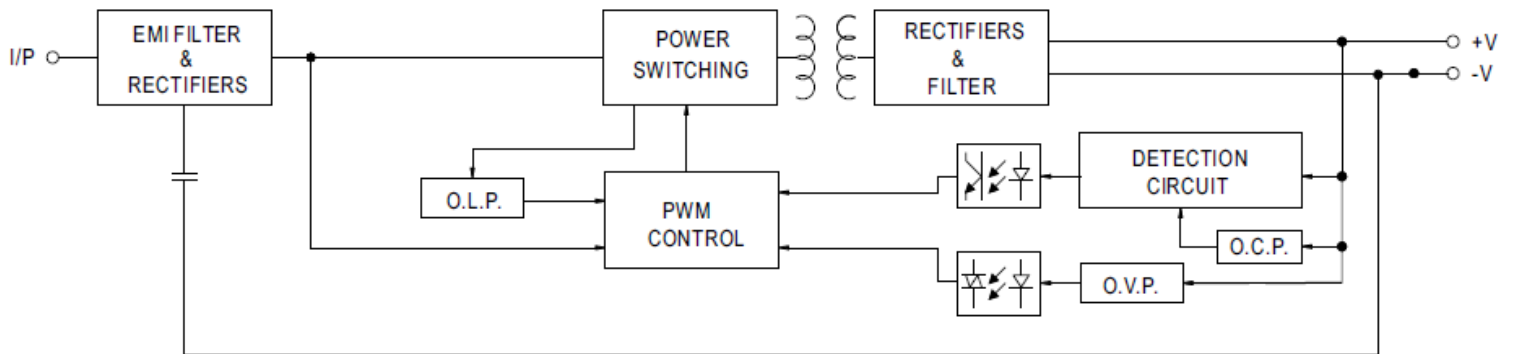 I/P
EMI FILTER
&
RECTIFIERS
POWER
SWITCHING
RECTIFIERS
&
FILTER
+V
-V
O.L.P.
PWM
CONTROL
DETECTION
CIRCUIT
O.C.P.
O.V.P.